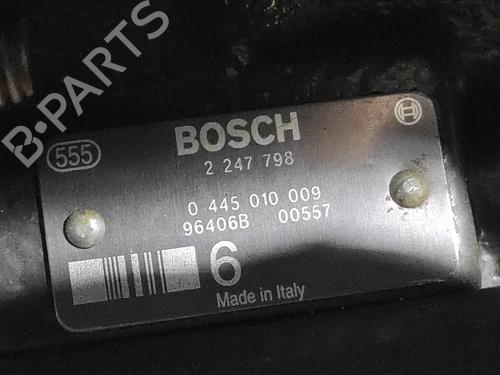 B-PARTS
555
BOSCH
2 247 798
0 445 010 009
96406B 00557
6
Made in Italy